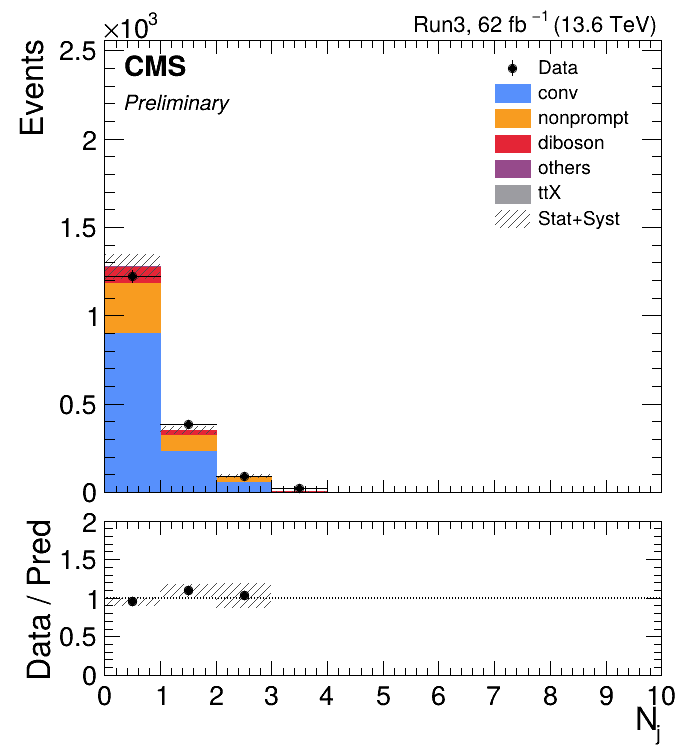 ×10³
Run3, 62 fb⁻¹ (13.6 TeV)
Events
2.5
2
1.5
1
0.5
0
CMS
Preliminary
Data
conv
nonprompt
diboson
others
ttX
Stat+Syst
Data / Pred
2
1.5
1
0.5
0
0 1 2 3 4 5 6 7 8 9 10
N_j